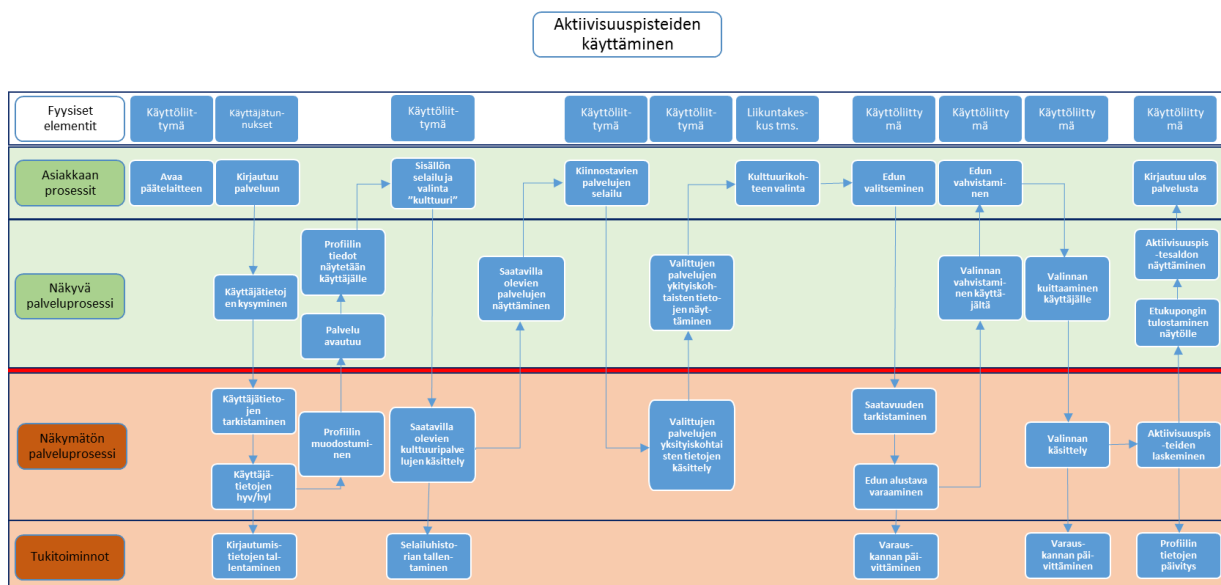 Aktiivisuuspisteiden
käyttäminen
Fyysiset
elementit
Käyttöliit-
tymä
Käyttäjätun-
nukset
Käyttöliit-
tymä
Käyttöliit-
tymä
Käyttöliit-
tymä
Liikuntakes-
kus tms.
Käyttöliitty
mä
Käyttöliitty
mä
Käyttöliitty
mä
Käyttöliitty
mä
Asiakkaan
prosessit
Avaa
päätelaitteen
Kirjautuu
palveluun
Sisällön
selailu ja
valinta
"kulttuuri"
Kiinnostavien
palvelujen
selailu
Kulttuurikoh-
teen valinta
Edun
valitseminen
Edun
vahvistami-
nen
Kirjautuu ulos
palvelusta
Näkyvä
palveluprosessi
Käyttäjätietoj
en kysyminen
Profiilin
tiedot
näytetään
käyttäjälle
Palvelu
avautuu
Saatavilla
olevien
palvelujen
näyttäminen
Valittujen
palvelujen
ykityiskoh-
taisten tieto-
jen näyt-
täminen
Valinnan
vahvistami-
nen käyttä-
jältä
Valinnan
kuittaaminen
käyttäjälle
Aktiivisuuspis
-tesaldon
näyttäminen
Etukupongin
tulostaminen
näytölle
Näkymätön
palveluprosessi
Käyttäjätieto-
jen
tarkistaminen
Käyttäjä-
tietojen
hyv/hyl
Profiilin
muodostumi-
nen
Saatavilla
olevien
kulttuuripalve
lujen käsittely
Valittujen
palvelujen
yksityiskohtai
sten tietojen
käsittely
Saatavuuden
tarkistaminen
Edun alustava
varaaminen
Valinnan
käsittely
Aktiivisuuspis
-teiden
laskeminen
Tukitoiminnot
Kirjautumis-
tietojen tal-
lentaminen
Selailuhisto-
rian tallen-
taminen
Varaus-
kannan päi-
vittäminen
Varaus-
kannan päi-
vittäminen
Profiilin
tietojen
päivitys